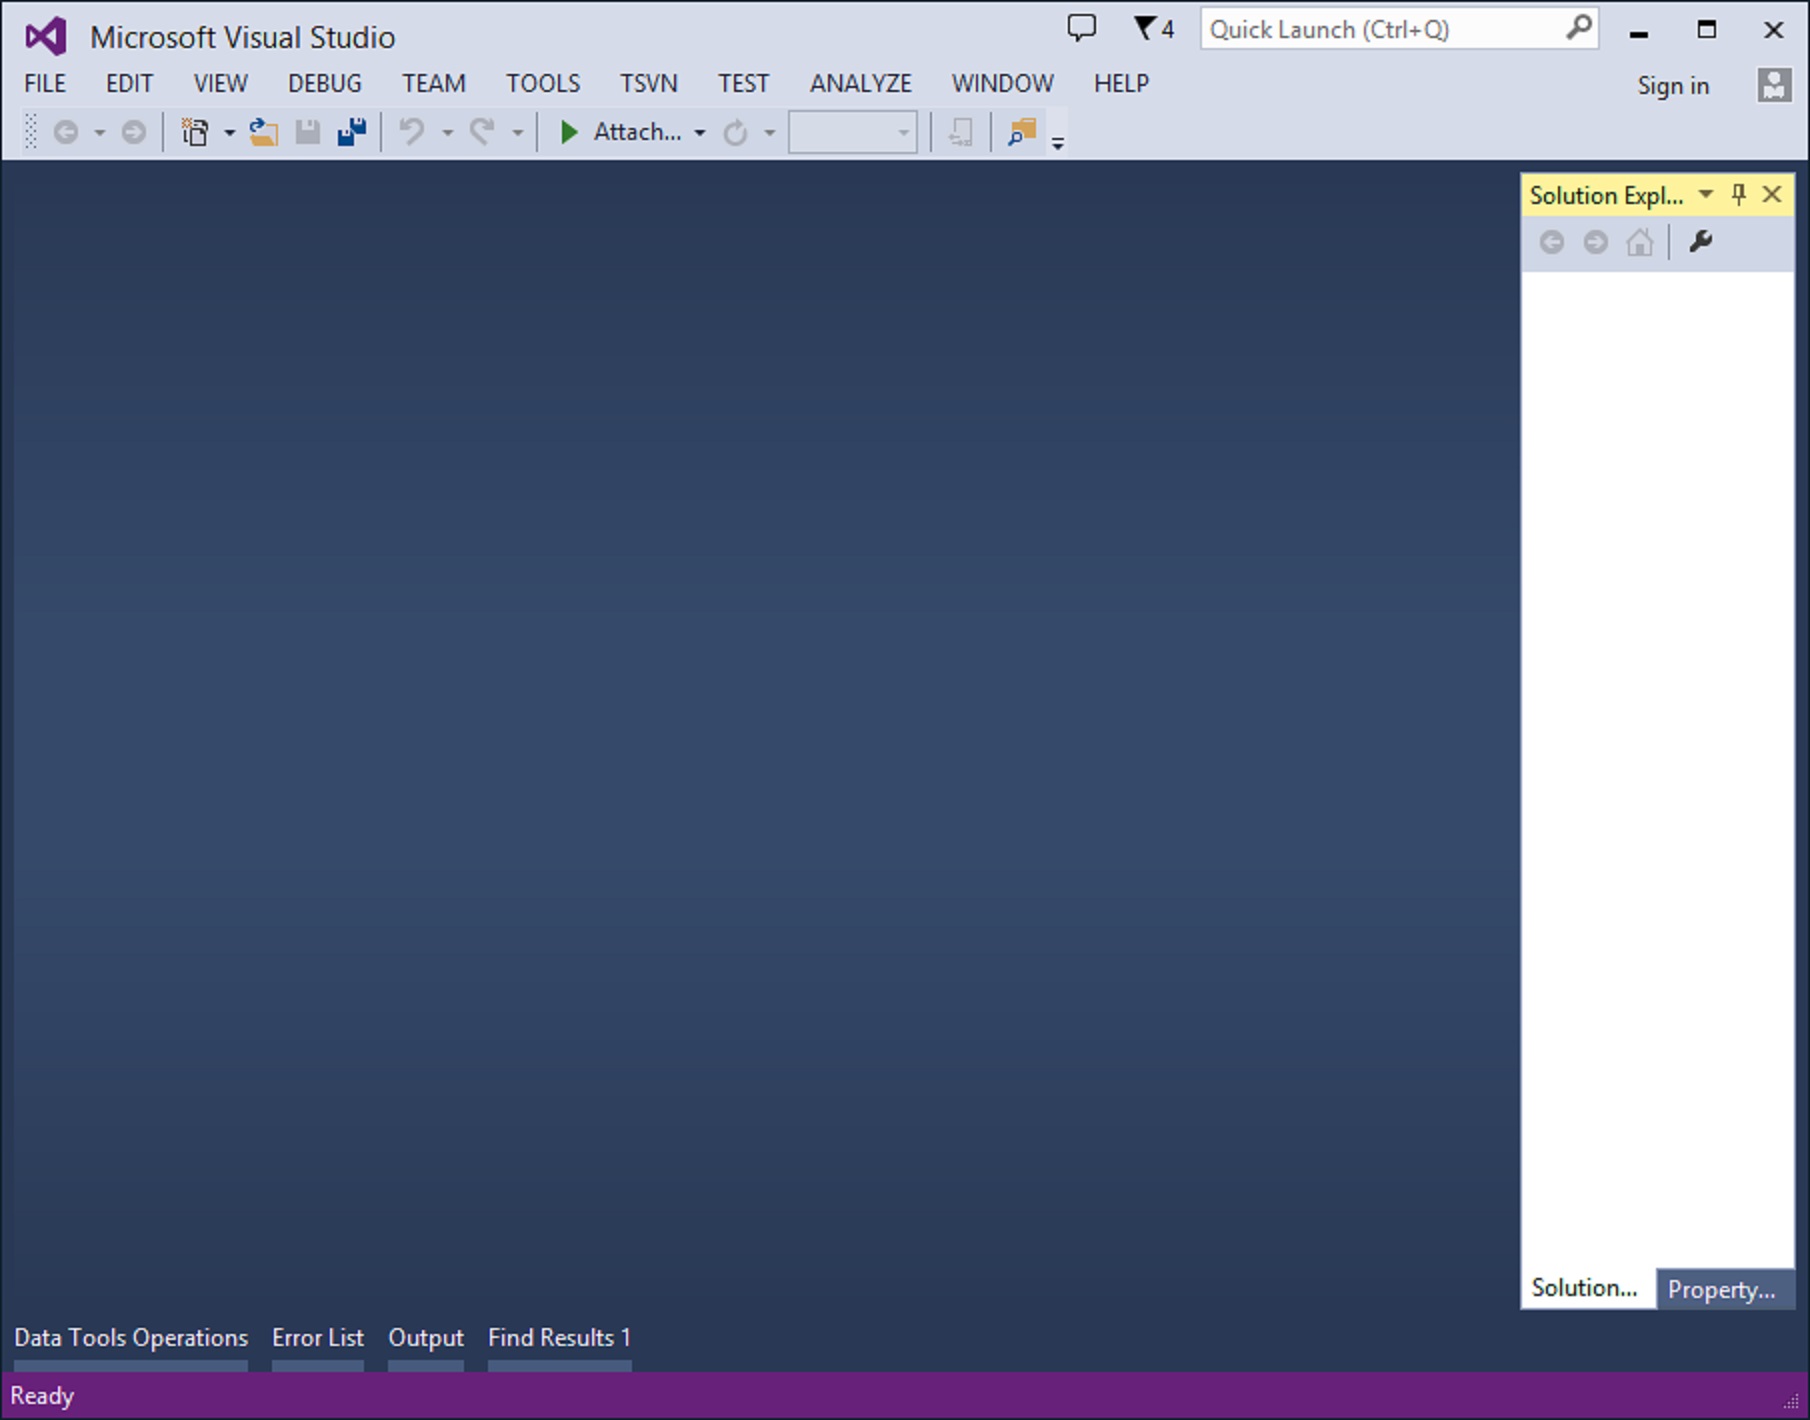 Microsoft Visual Studio
4
Quick Launch (Ctrl+Q)
FILE EDIT VIEW DEBUG TEAM TOOLS TSVN TEST ANALYZE WINDOW HELP
Sign in
Attach...
Solution Expl...
Solution... Property...
Data Tools Operations Error List Output Find Results 1
Ready